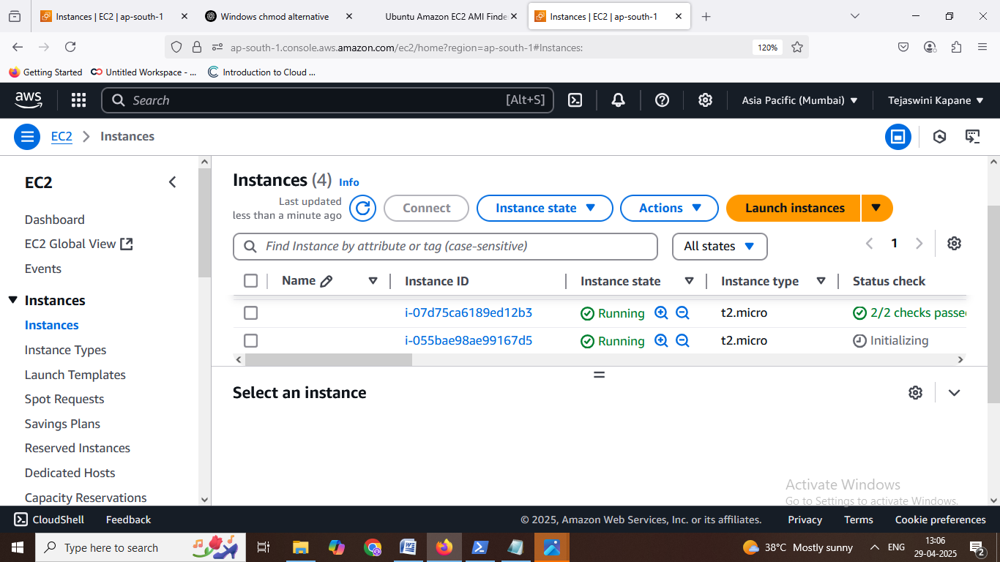 Instances | EC2 | ap-south-1
Windows chmod alternative
Ubuntu Amazon EC2 AMI Finde
Instances | EC2 | ap-south-1
ap-south-1.console.aws.amazon.com/ec2/home?region=ap-south-1#Instances:
120%
Getting Started
Untitled Workspace - ...
Introduction to Cloud ...
aws
Search
[Alt+S]
Asia Pacific (Mumbai)
Tejaswini Kapane
EC2
Instances
EC2
Dashboard
EC2 Global View
Events
Instances
Instances
Instance Types
Launch Templates
Spot Requests
Savings Plans
Reserved Instances
Dedicated Hosts
Capacity Reservations
Instances (4) Info
Last updated
less than a minute ago
Connect
Instance state
Actions
Launch instances
Find Instance by attribute or tag (case-sensitive)
All states
1
Name
Instance ID
Instance state
Instance type
Status check
i-07d75ca6189ed12b3
Running
t2.micro
2/2 checks passe
i-055bae98ae99167d5
Running
t2.micro
Initializing
Select an instance
Activate Windows
Go to Settings to activate Windows.
CloudShell
Feedback
© 2025, Amazon Web Services, Inc. or its affiliates.
Privacy
Terms
Cookie preferences
Type here to search
38°C Mostly sunny
ENG
13:06
29-04-2025
2